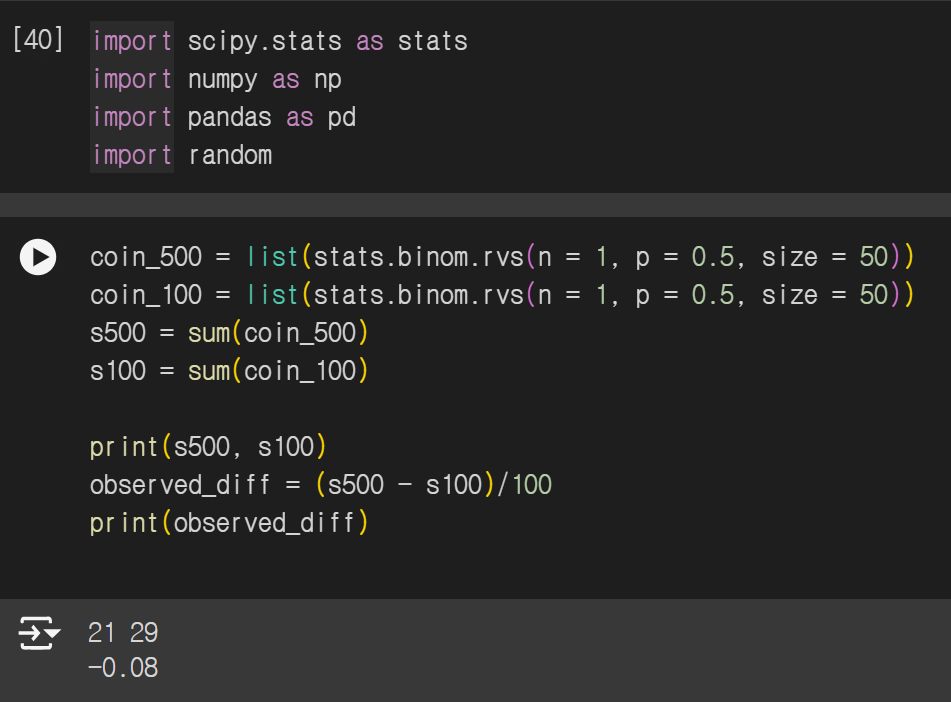 [40] import scipy.stats as stats
import numpy as np
import pandas as pd
import random
coin_500 = list(stats.binom.rvs(n = 1, p = 0.5, size = 50))
coin_100 = list(stats.binom.rvs(n = 1, p = 0.5, size = 50))
s500 = sum(coin_500)
s100 = sum(coin_100)
print(s500, s100)
observed_diff = (s500 - s100)/100
print(observed_diff)
21 29
-0.08